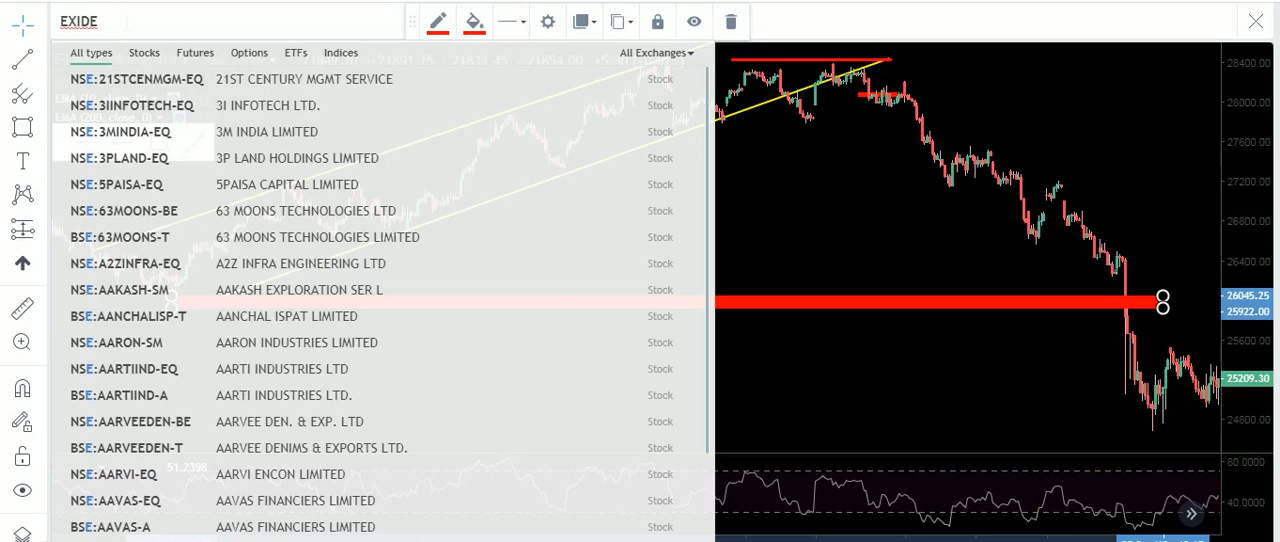 EXIDE
All types Stocks Futures Options ETFs Indices All Exchanges
NSE:21STCENMGM-EQ 21ST CENTURY MGMT SERVICE Stock
NSE:3IINFOTECH-EQ 3I INFOTECH LTD. Stock
NSE:3MINDIA-EQ 3M INDIA LIMITED Stock
NSE:3PLAND-EQ 3P LAND HOLDINGS LIMITED Stock
NSE:5PAISA-EQ 5PAISA CAPITAL LIMITED Stock
NSE:63MOONS-BE 63 MOONS TECHNOLOGIES LTD Stock
BSE:63MOONS-T 63 MOONS TECHNOLOGIES LIMITED Stock
NSE:A2ZINFRA-EQ A2Z INFRA ENGINEERING LTD Stock
NSE:AAKASH-SM AAKASH EXPLORATION SER L Stock
BSE:AANCHALISP-T AANCHAL ISPAT LIMITED Stock
NSE:AARON-SM AARON INDUSTRIES LIMITED Stock
NSE:AARTIIND-EQ AARTI INDUSTRIES LTD Stock
BSE:AARTIIND-A AARTI INDUSTRIES LTD. Stock
NSE:AARVEEDEN-BE AARVEE DEN. & EXP. LTD Stock
BSE:AARVEEDEN-T AARVEE DENIMS & EXPORTS LTD. Stock
51.2398
NSE:AARVI-EQ AARVI ENCON LIMITED Stock
NSE:AAVAS-EQ AAVAS FINANCIERS LIMITED Stock
BSE:AAVAS-A AAVAS FINANCIERS LIMITED Stock
EMA (200, close, 0)
28400.00
28000.00
27600.00
27200.00
26800.00
26400.00
26045.25
25922.00
25600.00
25209.30
24800.00
80.0000
40.0000